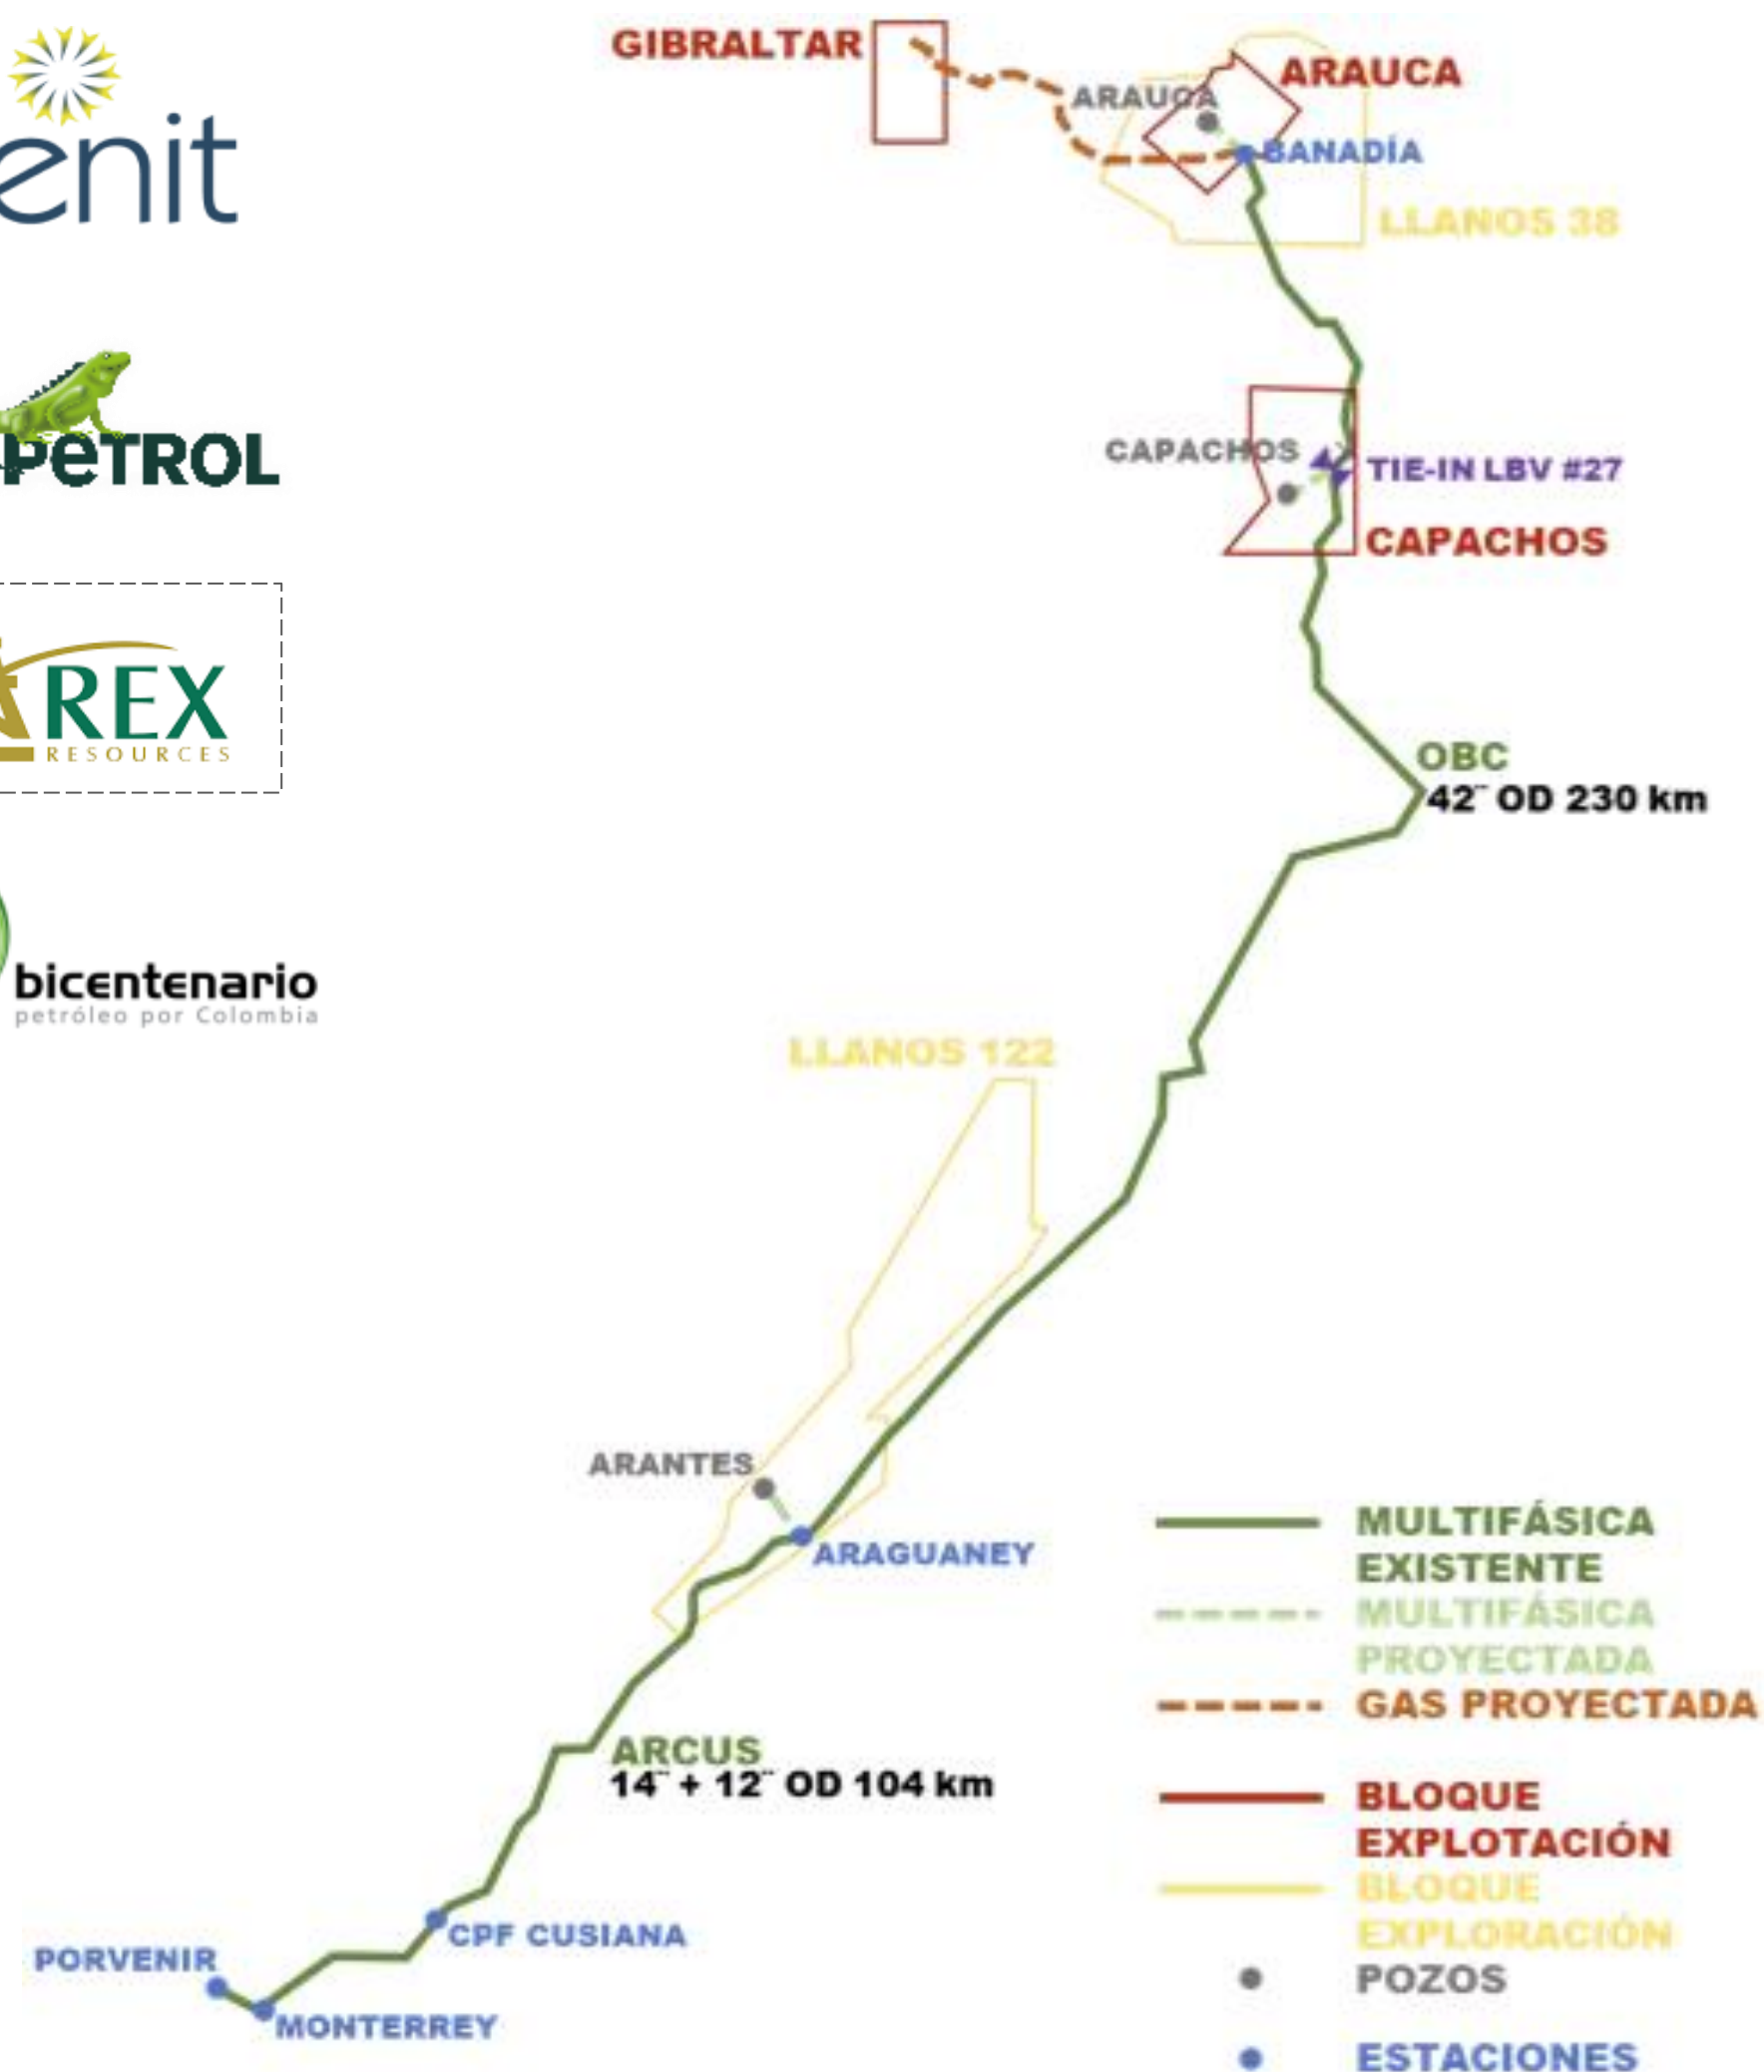 enit
PETROL
REX
RESOURCES
bicentenario
petróleo por Colombia
GIBRALTAR
ARAUCA
ARAUCA
BANADÍA
LLANOS 38
CAPACHOS
TIE-IN LBV #27
CAPACHOS
OBC
42¨ OD 230 km
LLANOS 122
ARANTES
ARAGUANEY
ARCUS
14¨ + 12¨ OD 104 km
CPF CUSIANA
PORVENIR
MONTERREY
MULTIFÁSICA
EXISTENTE
MULTIFÁSICA
PROYECTADA
GAS PROYECTADA
BLOQUE
EXPLOTACIÓN
BLOQUE
EXPLORACIÓN
POZOS
ESTACIONES